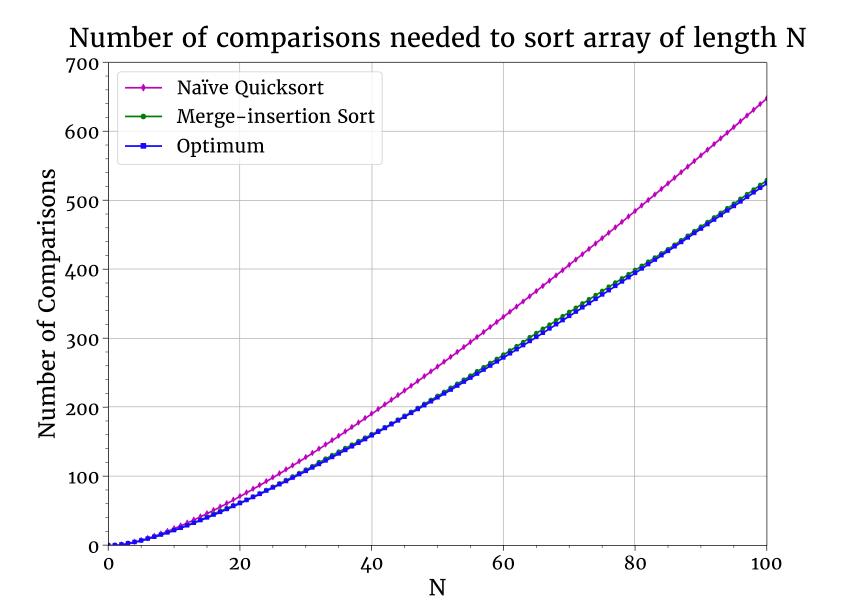 Number of comparisons needed to sort array of length N
700
600
500
400
300
200
100
0
Number of Comparisons
Naïve Quicksort
Merge-insertion Sort
Optimum
0 20 40 60 80 100
N